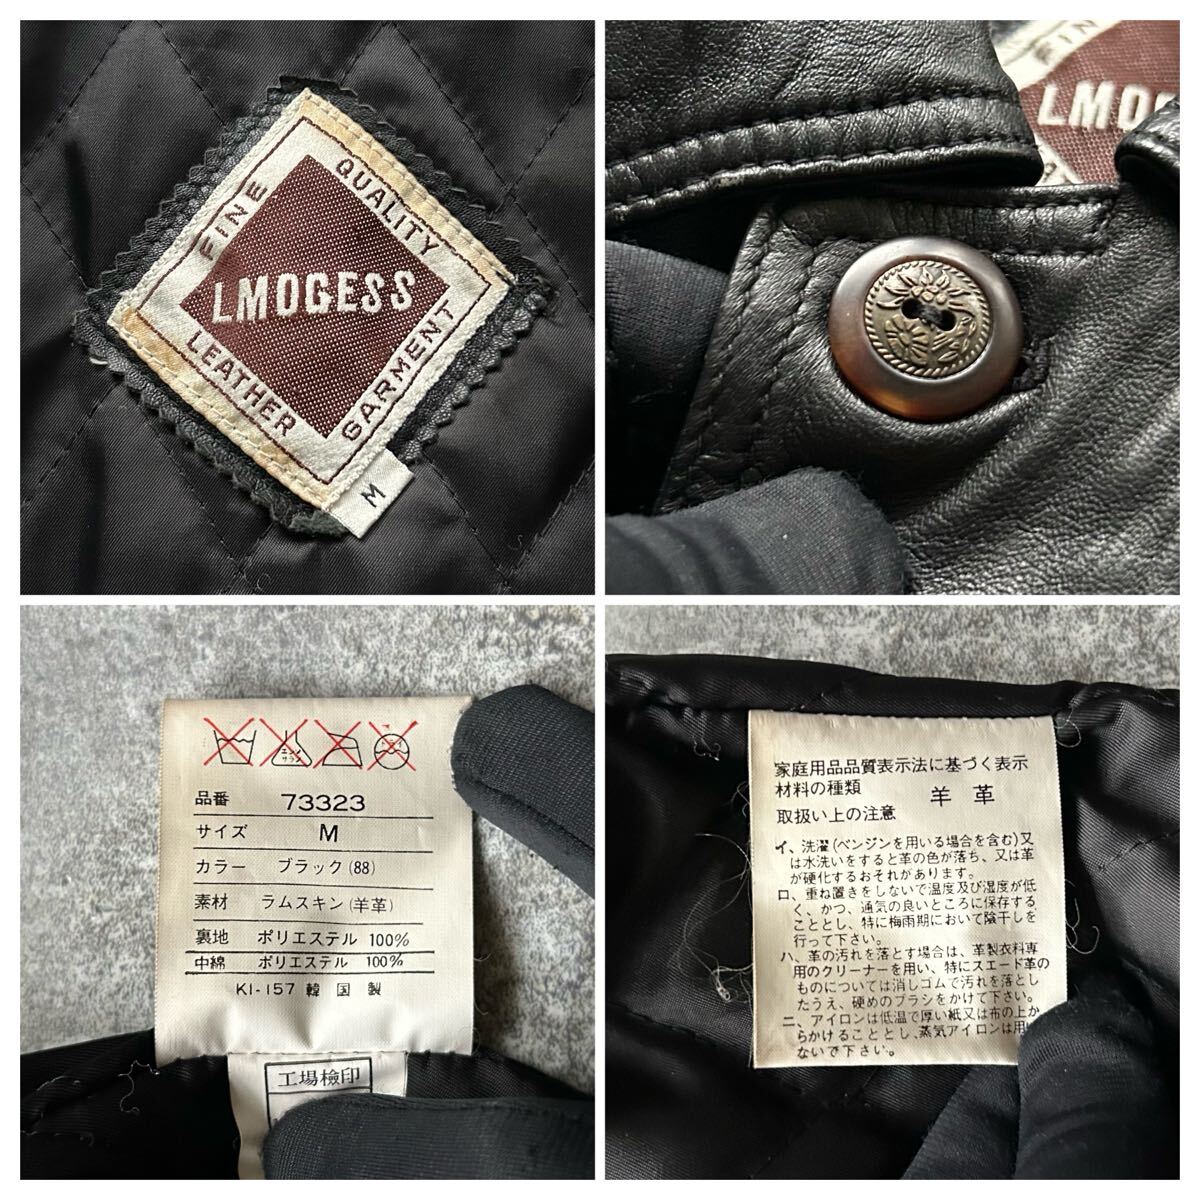 FINE QUALITY
LMOGESS
LEATHER GARMENT
M
FIN
LMOG
エンソ
サラシ
ドライ
品番 73323
サイズ M
カラー ブラック(88)
素材 ラムスキン(羊革)
裏地 ポリエステル 100%
中綿 ポリエステル 100%
KI-157 韓国製
工場検印
家庭用品品質表示法に基づく表示
材料の種類 羊 革
取扱い上の注意
イ、洗濯(ベンジンを用いる場合を含む)又
は水洗いをすると革の色が落ち、又は革
が硬化するおそれがあります。
ロ、重ね置きをしないで温度及び湿度が低
く、かつ、通気の良いところに保存する
こととし、特に梅雨期において陰干しを
行って下さい。
ハ、革の汚れを落とす場合は、革製衣料専
用のクリーナーを用い、特にスエード革の
ものについては消しゴムで汚れを落とし
たうえ、硬めのブラシをかけて下さい。
ニ、アイロンは低温で厚い紙又は布の上か
らかけることとし、蒸気アイロンは用い
ないで下さい。